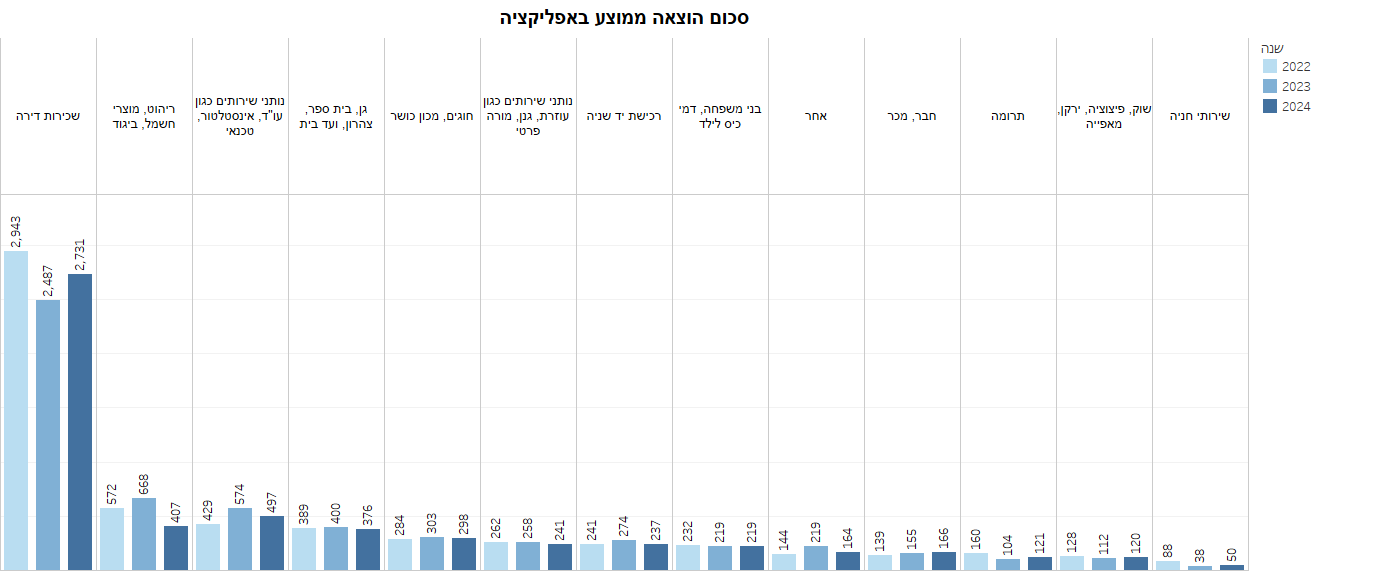 סכום הוצאה ממוצע באפליקציה
שנה
2022
2023
2024
שכירות דירה
ריהוט, מוצרי
חשמל, ביגוד
נותני שירותים כגון
עו"ד, אינסטלטור,
טכנאי
גן, בית ספר,
צהרון, ועד בית
חוגים, מכון כושר
נותני שירותים כגון
עוזרת, גנן, מורה
פרטי
רכישת יד שניה
בני משפחה, דמי
כיס לילד
אחר
חבר, מכר
תרומה
שוק, פיצוציה, ירקן,
מאפייה
שירותי חניה
2,943
2,487
2,731
572
668
407
429
574
497
389
400
376
284
303
298
262
258
241
241
274
237
232
219
219
144
219
164
139
155
166
160
104
121
128
112
120
88
38
50